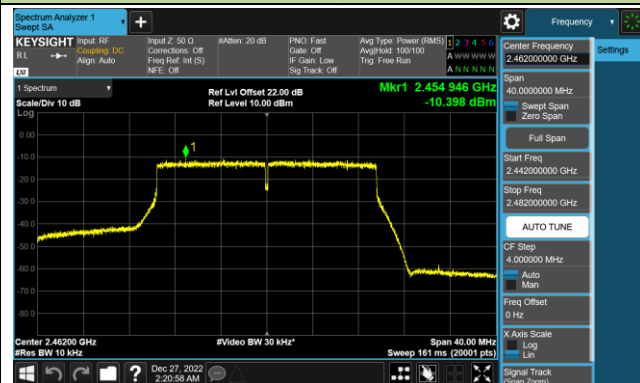 Spectrum Analyzer 1
Swept SA
+
Frequency
KEYSIGHT
RL
LXI
Input: RF
Coupling: DC
Align: Auto
Input Z: 50 Ω
Corrections: Off
Freq Ref: Int (S)
NFE: Off
#Atten: 20 dB
PNO: Fast
Gate: Off
IF Gain: Low
Sig Track: Off
Avg Type: Power (RMS)
Avg|Hold: 100/100
Trig: Free Run
1 2 3 4 5 6
A W W W W W
A N N N N N
1 Spectrum
Scale/Div 10 dB
Log
Ref Lvl Offset 22.00 dB
Ref Level 10.00 dBm
Mkr1 2.454 946 GHz
-10.398 dBm
0.00
-10.0
-20.0
-30.0
-40.0
-50.0
-60.0
-70.0
-80.0
1
Center 2.46200 GHz
#Res BW 10 kHz
#Video BW 30 kHz*
Span 40.00 MHz
Sweep 161 ms (20001 pts)
Dec 27, 2022
2:20:58 AM
Center Frequency
2.462000000 GHz
Settings
Span
40.0000000 MHz
Swept Span
Zero Span
Full Span
Start Freq
2.442000000 GHz
Stop Freq
2.482000000 GHz
AUTO TUNE
CF Step
4.000000 MHz
Auto
Man
Freq Offset
0 Hz
X Axis Scale
Log
Lin
Signal Track
(Span Zoom)